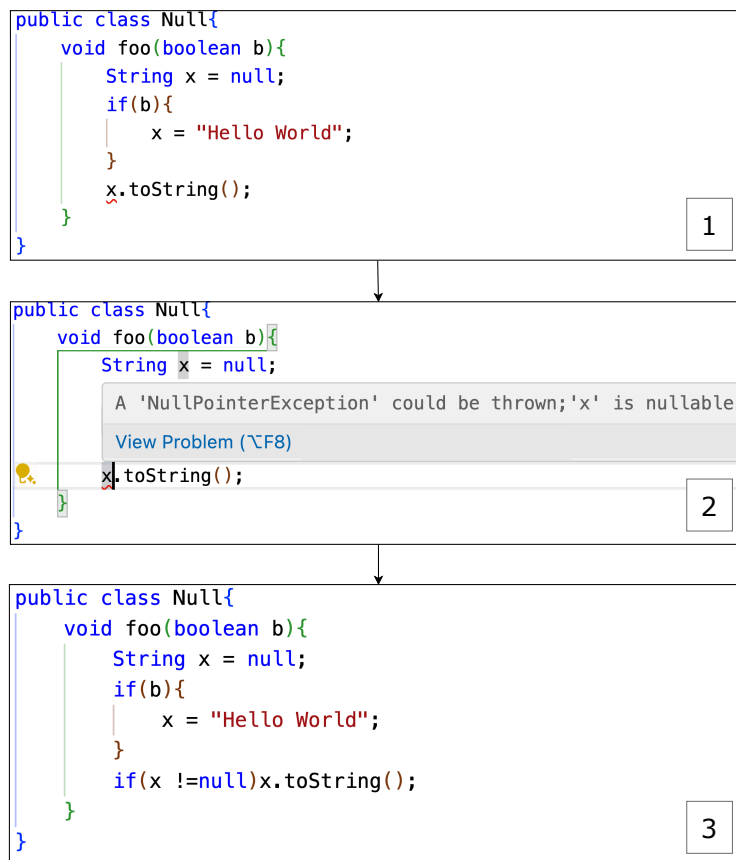 public class Null{
void foo(boolean b){
String x = null;
if(b){
x = "Hello World";
}
x.toString();
}
}
1
public class Null{
void foo(boolean b){
String x = null;
A 'NullPointerException' could be thrown;'x' is nullable
View Problem (⌥F8)
x.toString();
}
}
2
public class Null{
void foo(boolean b){
String x = null;
if(b){
x = "Hello World";
}
if(x !=null)x.toString();
}
}
3